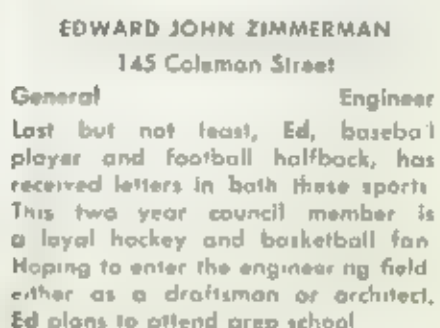 EDWARD JOHN ZIMMERMAN
145 Coleman Street
General Engineer
Last but not least, Ed, baseball
player and football halfback, has
received letters in both these sports
This two year council member is
a loyal hockey and basketball fan
Hoping to enter the engineering field
either as a draftsman or architect,
Ed plans to attend prep school